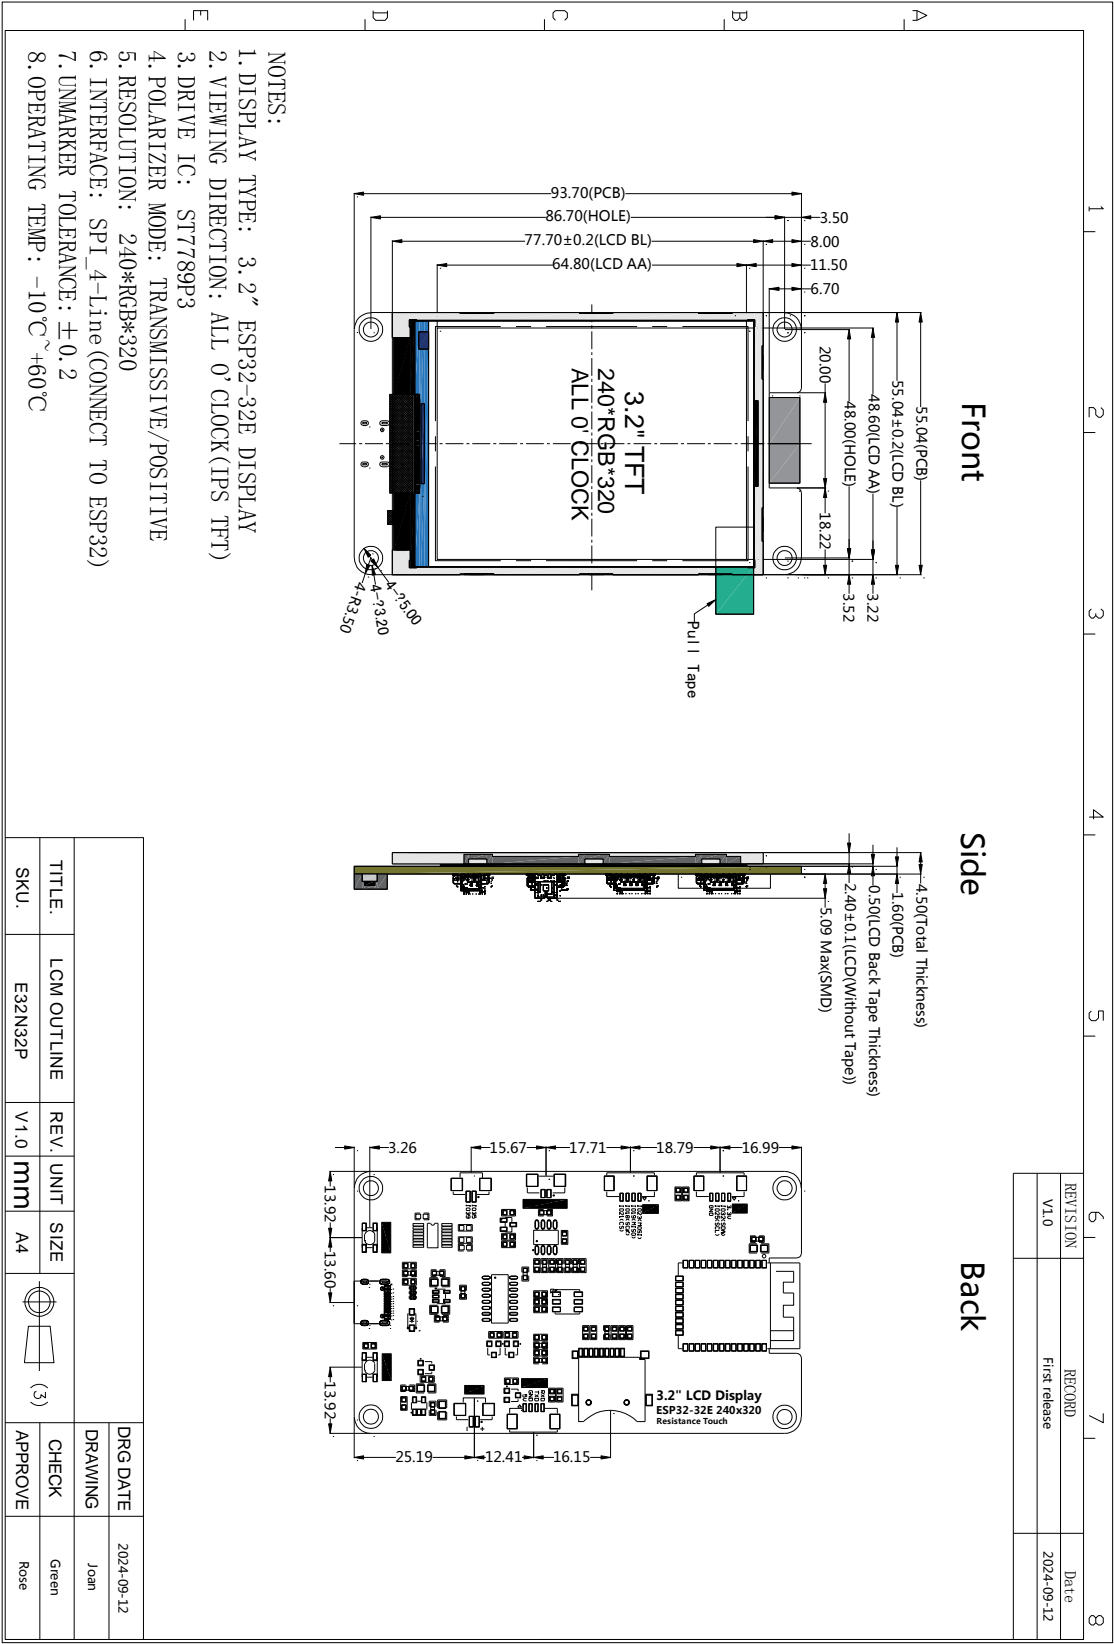 1
2
3
4
5
6
7
8
A
B
C
D
E
REVISION
RECORD
Date
V1.0
First release
2024-09-12
Front
Side
Back
55.04(PCB)
55.04±0.2(LCD BL)
48.60(LCD AA)
3.22
48.00(HOLE)
3.52
20.00
18.22
93.70(PCB)
86.70(HOLE)
3.50
77.70±0.2(LCD BL)
8.00
64.80(LCD AA)
11.50
6.70
3.2" TFT
240*RGB*320
ALL 0' CLOCK
Pull Tape
4-?5.00
4-?3.20
4-R3.50
4.50(Total Thickness)
1.60(PCB)
0.50(LCD Back Tape Thickness)
2.40±0.1(LCD(Without Tape))
5.09 Max(SMD)
3.26
15.67
17.71
18.79
16.99
13.92
13.60
13.92
25.19
12.41
16.15
3.2" LCD Display
ESP32-32E 240x320
Resistance Touch
NOTES:
1. DISPLAY TYPE: 3.2" ESP32-32E DISPLAY
2. VIEWING DIRECTION: ALL O'CLOCK(IPS TFT)
3. DRIVE IC: ST7789P3
4. POLARIZER MODE: TRANSMISSIVE/POSITIVE
5. RESOLUTION: 240*RGB*320
6. INTERFACE: SPI_4-Line(CONNECT TO ESP32)
7. UNMARKER TOLERANCE: ±0.2
8. OPERATING TEMP: -10℃~+60℃
TITLE.
LCM OUTLINE
REV.
UNIT
SIZE
SKU.
E32N32P
V1.0
mm
A4
(3)
DRG DATE
2024-09-12
DRAWING
Joan
CHECK
Green
APPROVE
Rose